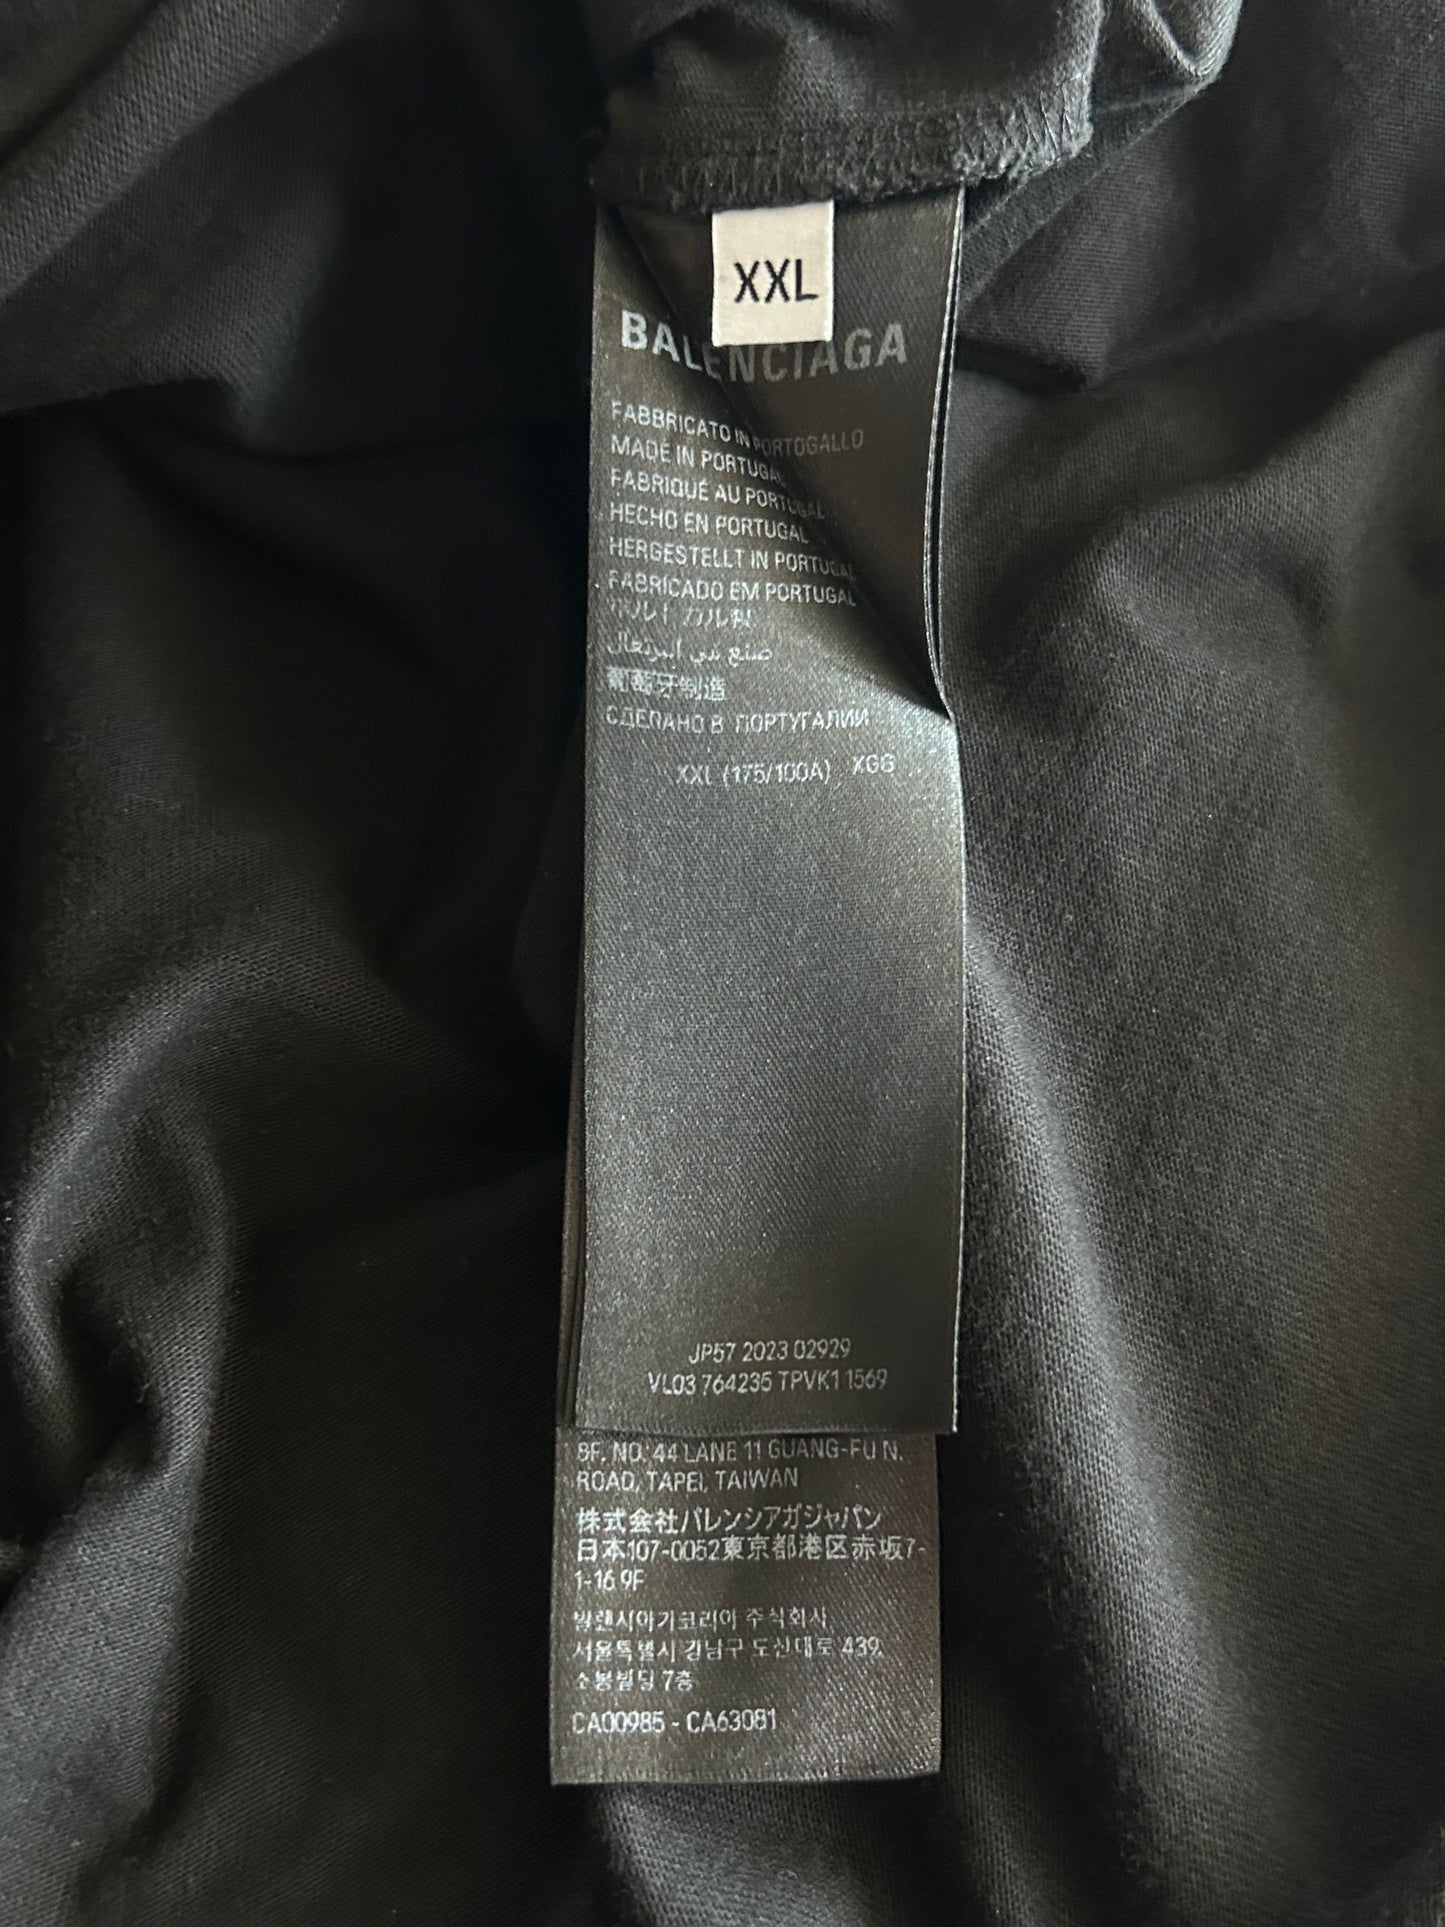 XXL
BALENCIAGA
FABBRICATO IN PORTOGALLO
MADE IN PORTUGAL
FABRIQUÉ AU PORTUGAL
HECHO EN PORTUGAL
HERGESTELLT IN PORTUGAL
FABRICADO EM PORTUGAL
ポルトガル製
صنع في البرتغال
葡萄牙制造
СДЕЛАНО В ПОРТУГАЛИИ
XXL (175/100A) XGG
JP57 2023 02929
VL03 764235 TPVK1 1569
8F. NO. 44 LANE 11 GUANG-FU N.
ROAD, TAPEI, TAIWAN
株式会社バレンシアガジャパン
日本107-0052東京都港区赤坂7-
1-16 9F
발렌시아가코리아 주식회사
서울특별시 강남구 도산대로 439,
소봉빌딩 7층
CA00985 - CA63081